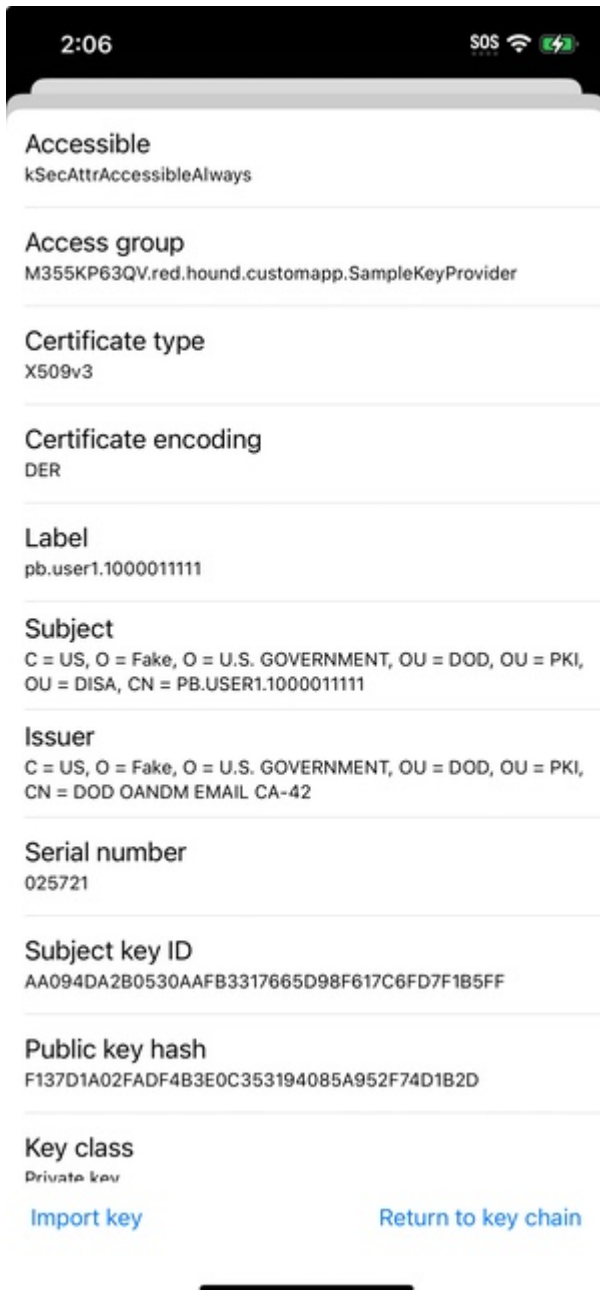 2:06
SOS
Accessible
kSecAttrAccessibleAlways
Access group
M355KP63QV.red.hound.customapp.SampleKeyProvider
Certificate type
X509v3
Certificate encoding
DER
Label
pb.user1.1000011111
Subject
C = US, O = Fake, O = U.S. GOVERNMENT, OU = DOD, OU = PKI,
OU = DISA, CN = PB.USER1.1000011111
Issuer
C = US, O = Fake, O = U.S. GOVERNMENT, OU = DOD, OU = PKI,
CN = DOD OANDM EMAIL CA-42
Serial number
025721
Subject key ID
AA094DA2B0530AAFB3317665D98F617C6FD7F1B5FF
Public key hash
F137D1A02FADF4B3E0C353194085A952F74D1B2D
Key class
Private key
Import key
Return to key chain